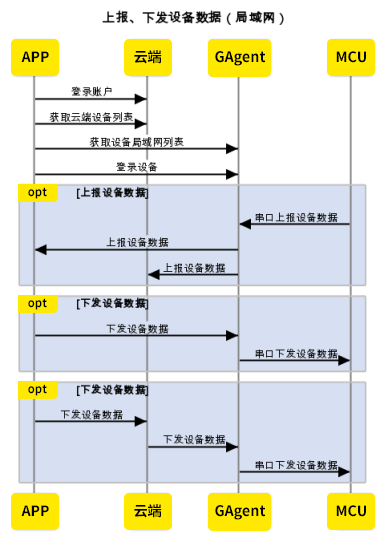 上报、下发设备数据（局域网）
APP 云端 GAgent MCU
登录账户
获取云端设备列表
获取设备局域网列表
登录设备
opt [上报设备数据]
串口上报设备数据
上报设备数据
上报设备数据
opt [下发设备数据]
下发设备数据
串口下发设备数据
opt [下发设备数据]
下发设备数据
下发设备数据
串口下发设备数据
APP 云端 GAgent MCU